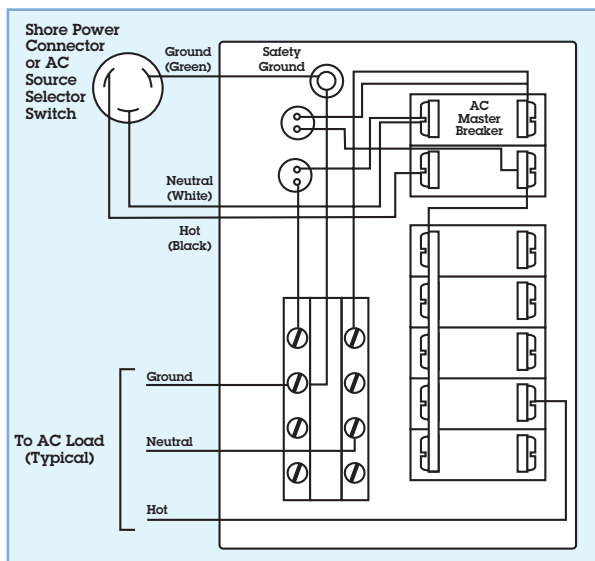 Shore Power
Connector
or AC
Source
Selector
Switch
Ground
(Green)
Safety
Ground
AC
Master
Breaker
Neutral
(White)
Hot
(Black)
Ground
To AC Load
(Typical)
Neutral
Hot